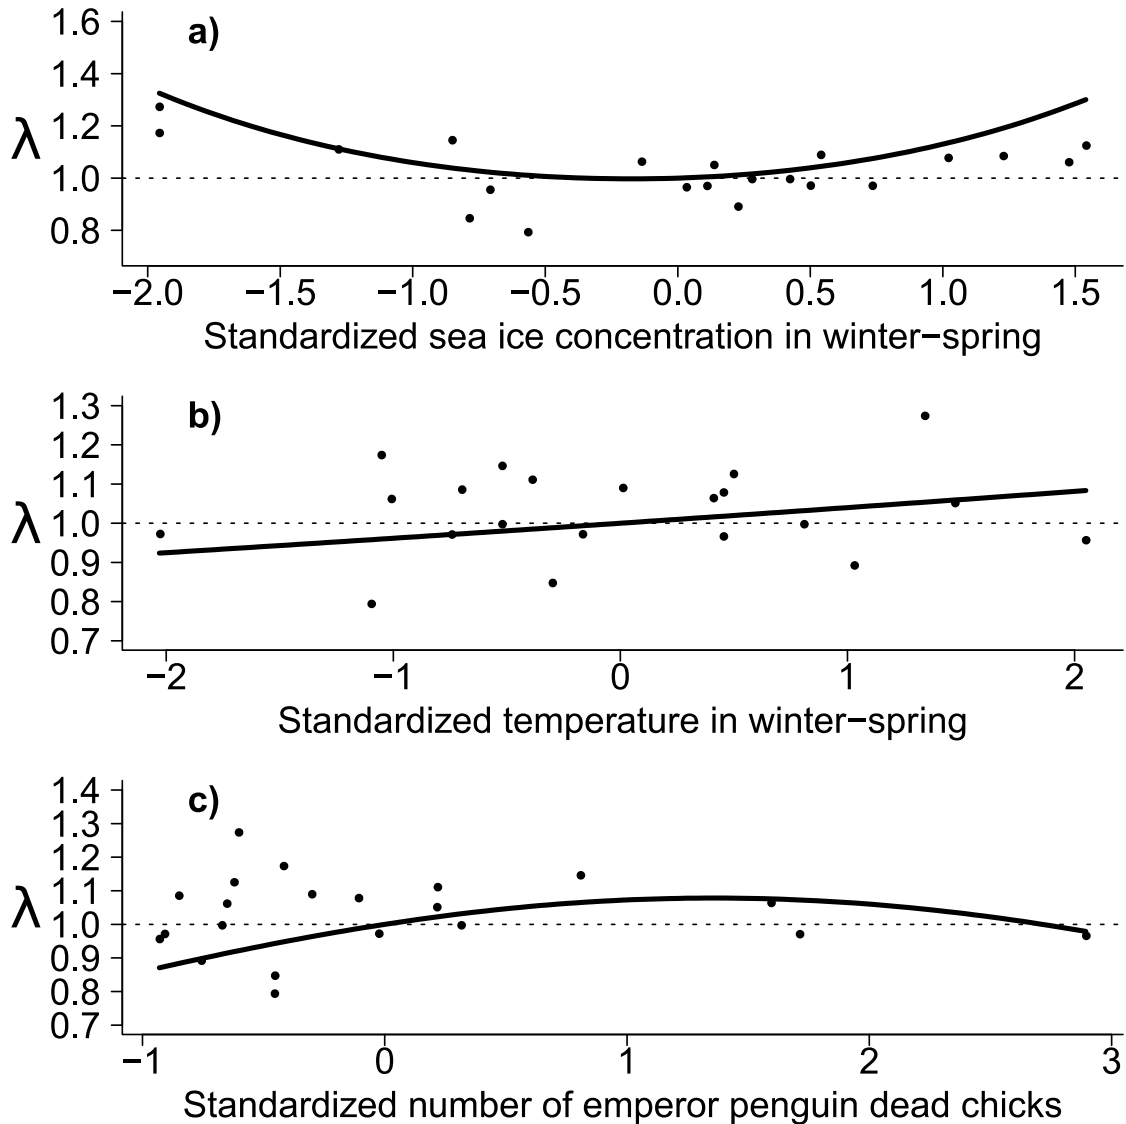 a)
1.6
1.4
1.2
1.0
0.8
λ
−2.0 −1.5 −1.0 −0.5 0.0 0.5 1.0 1.5
Standardized sea ice concentration in winter−spring
b)
1.3
1.2
1.1
1.0
0.9
0.8
0.7
λ
−2 −1 0 1 2
Standardized temperature in winter−spring
c)
1.4
1.3
1.2
1.1
1.0
0.9
0.8
0.7
λ
−1 0 1 2 3
Standardized number of emperor penguin dead chicks